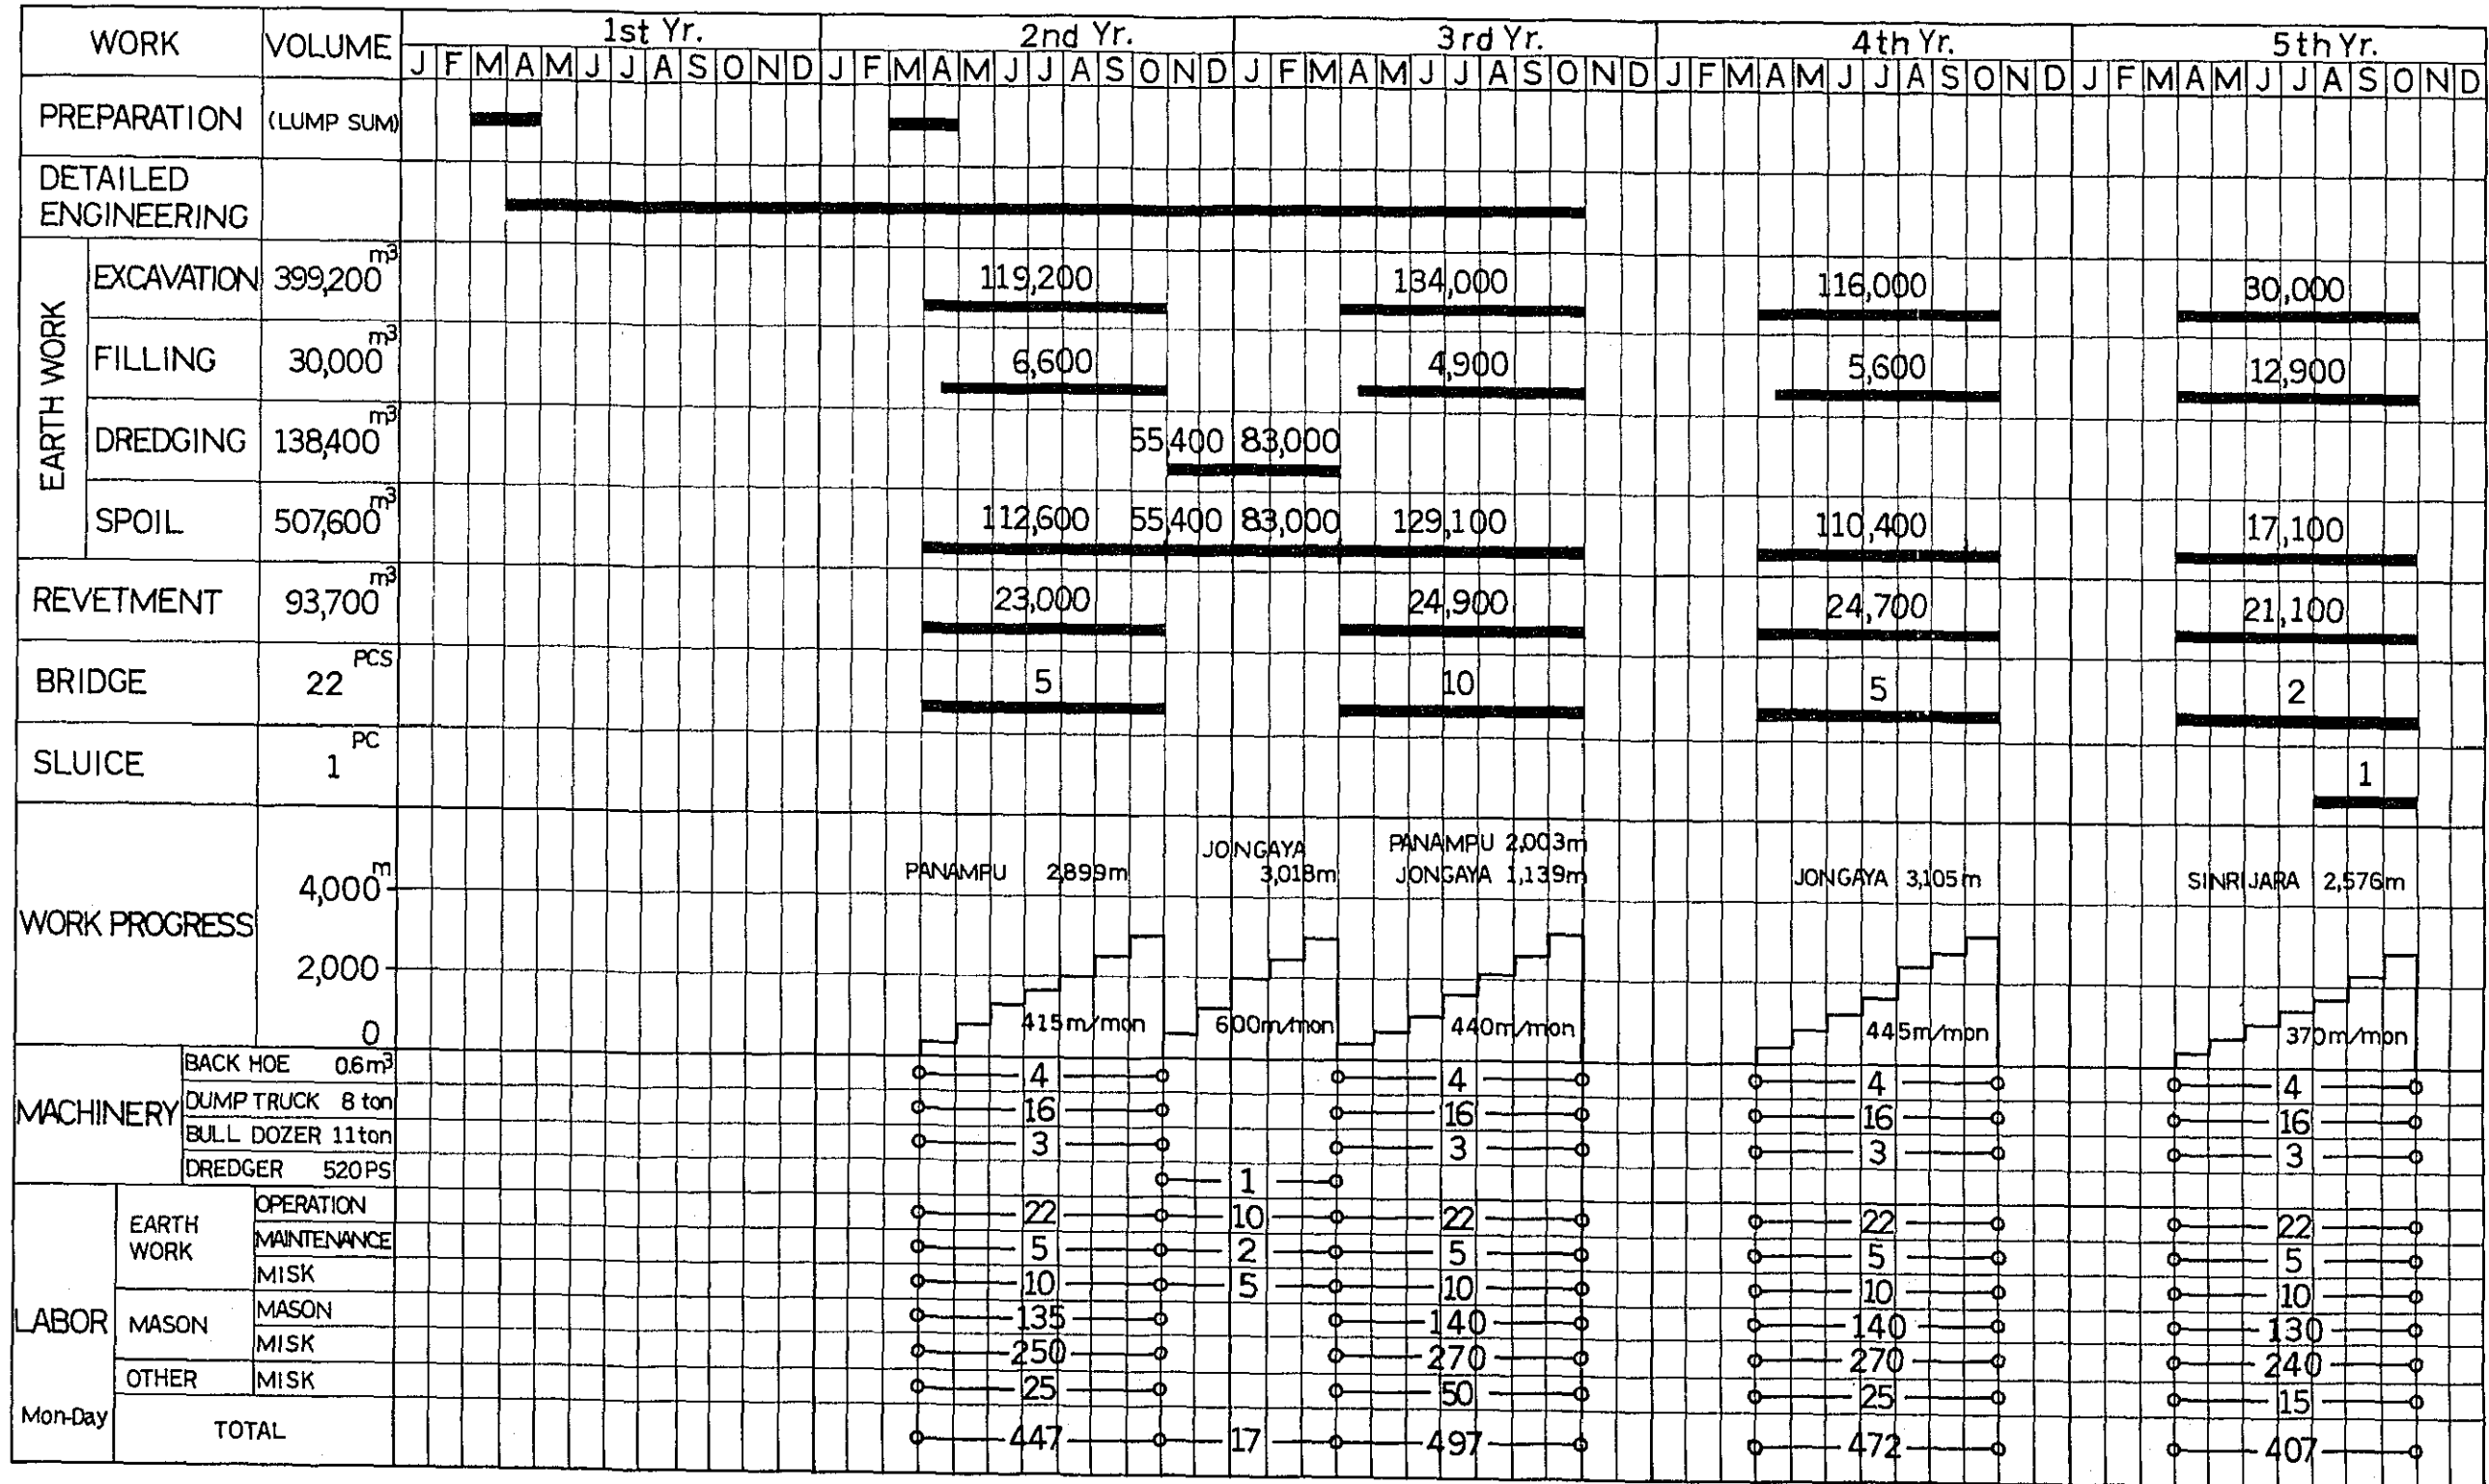 WORK VOLUME 1st Yr. 2nd Yr. 3rd Yr. 4th Yr. 5th Yr.
J F M A M J J A S O N D J F M A M J J A S O N D J F M A M J J A S O N D J F M A M J J A S O N D J F M A M J J A S O N D
PREPARATION (LUMP SUM)
DETAILED
ENGINEERING
EARTH WORK
EXCAVATION 399,200 m³ 119,200 134,000 116,000 30,000
FILLING 30,000 m³ 6,600 4,900 5,600 12,900
DREDGING 138,400 m³ 55,400 83,000
SPOIL 507,600 m³ 112,600 55,400 83,000 129,100 110,400 17,100
REVETMENT 93,700 m³ 23,000 24,900 24,700 21,100
BRIDGE 22 PCS 5 10 5 2
SLUICE 1 PC 1
WORK PROGRESS
4,000 m
2,000
0
PANAMPU 2,899m
JONGAYA
3,018m
PANAMPU 2,003m
JONGAYA 1,139m
JONGAYA 3,105m
SINRIJARA 2,576m
415m/mon 600m/mon 440m/mon 445m/mon 370m/mon
MACHINERY
BACK HOE 0.6m³ 4 4 4 4
DUMP TRUCK 8 ton 16 16 16 16
BULL DOZER 11ton 3 3 3 3
DREDGER 520PS 1
LABOR
Mon-Day
EARTH
WORK
OPERATION 22 10 22 22 22
MAINTENANCE 5 2 5 5 5
MISK 10 5 10 10 10
MASON
MASON 135 140 140 130
MISK 250 270 270 240
OTHER MISK 25 50 25 15
TOTAL 447 17 497 472 407